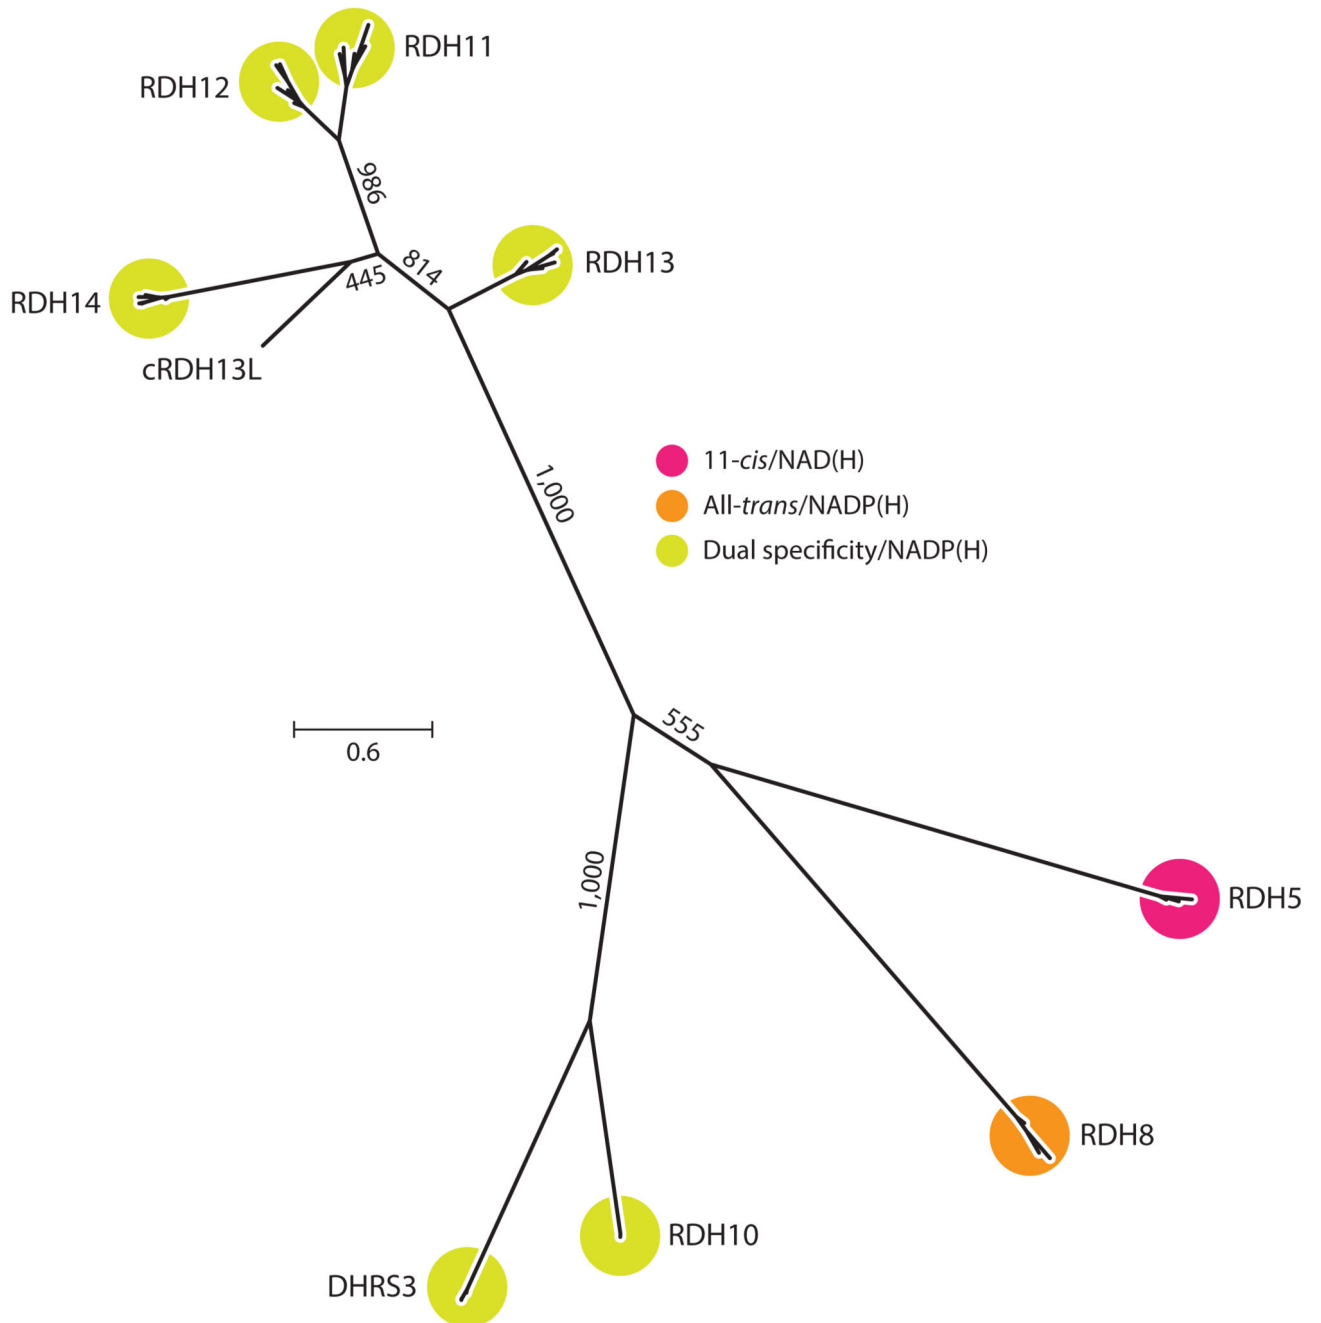 RDH11
RDH12
986
RDH13
814
445
RDH14
cRDH13L
11-cis/NAD(H)
1,000
All-trans/NADP(H)
Dual specificity/NADP(H)
555
0.6
1,000
RDH5
RDH8
RDH10
DHRS3